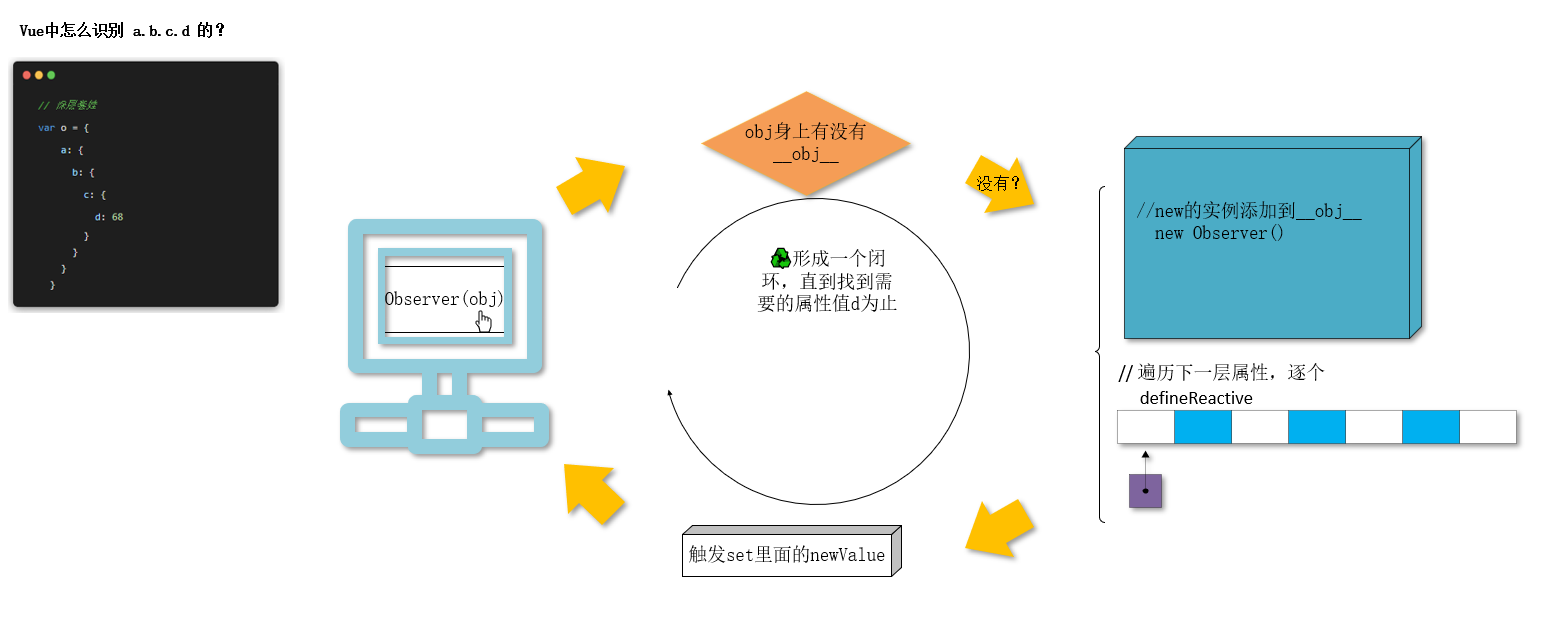 Vue中怎么识别 a.b.c.d 的?
var o = {
a: {
b: {
c: {
d: 68
}
}
}
}
Observer(obj)
obj身上有没有
__obj__
没有?
形成一个闭
环，直到找到需
要的属性值d为止
//new的实例添加到__obj__
new Observer()
// 遍历下一层属性，逐个
defineReactive
触发set里面的newValue